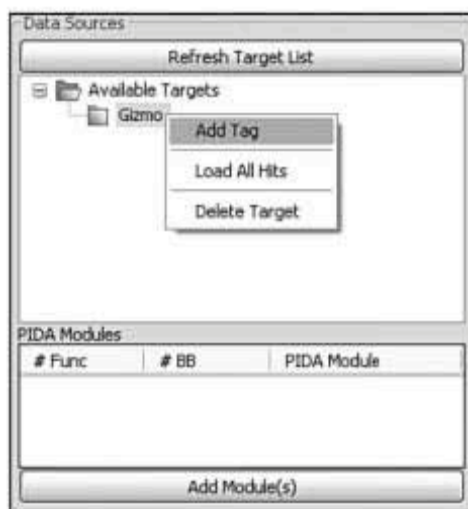 Data Sources
Refresh Target List
Available Targets
Gizmo
Add Tag
Load All Hits
Delete Target
PIDA Modules
# Func # BB PIDA Module
Add Module(s)